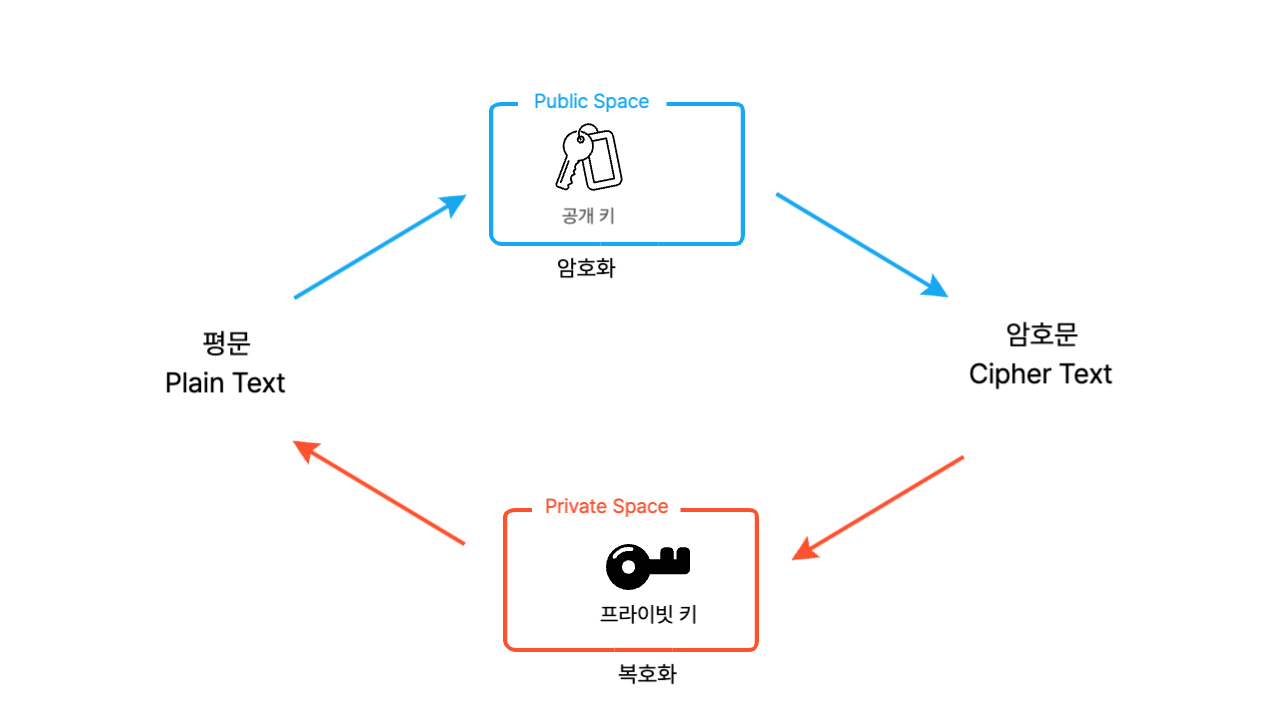 Public Space
공개 키
암호화
평문
Plain Text
암호문
Cipher Text
Private Space
프라이빗 키
복호화